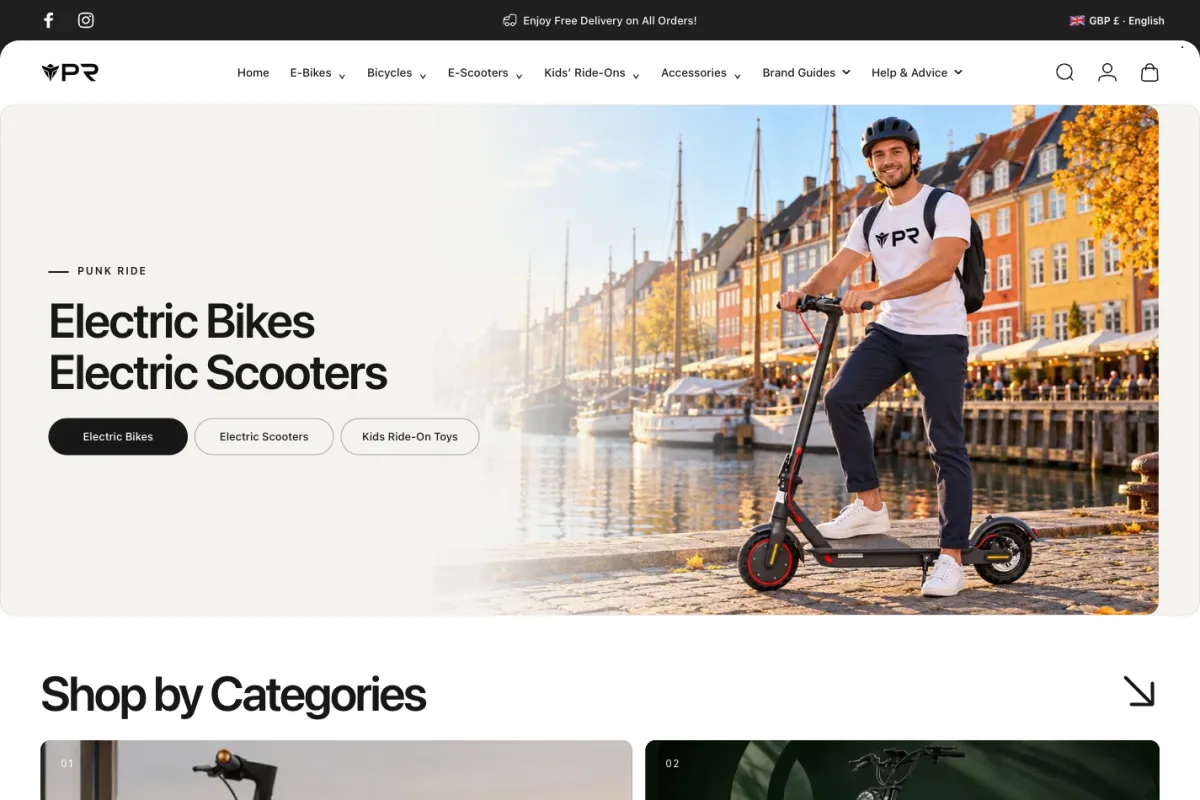 Enjoy Free Delivery on All Orders!
GBP £ · English
PR
Home
E-Bikes
Bicycles
E-Scooters
Kids’ Ride-Ons
Accessories
Brand Guides
Help & Advice
PUNK RIDE
Electric Bikes
Electric Scooters
Electric Bikes
Electric Scooters
Kids Ride-On Toys
PR
Shop by Categories
01
02